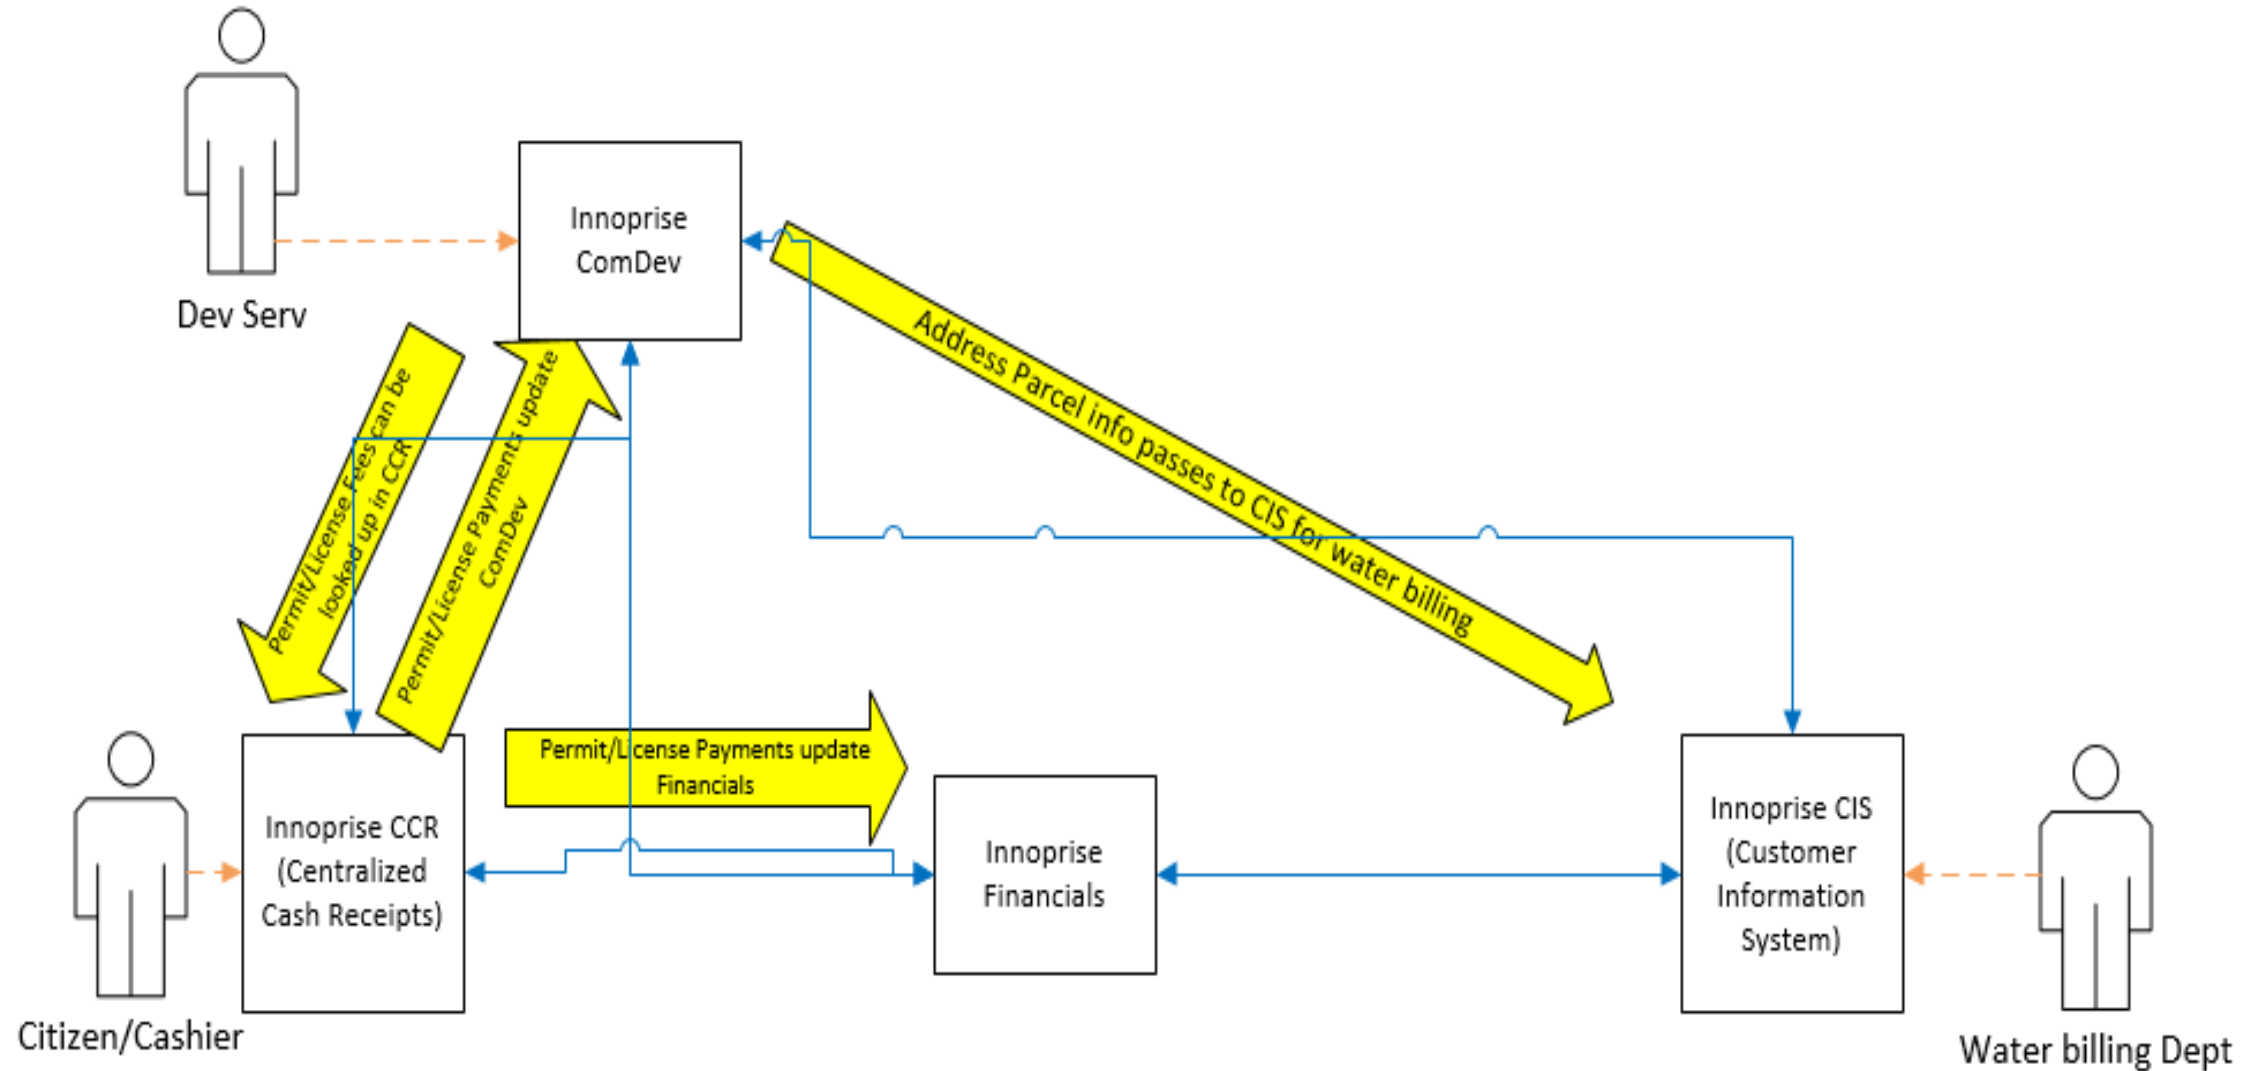 Innoprise
ComDev
Dev Serv
Address Parcel info passes to CIS for water billing
Permit/License Fees can be
looked up in CCR
Permit/License Payments update
ComDev
Permit/License Payments update
Financials
Innoprise CCR
(Centralized
Cash Receipts)
Innoprise
Financials
Innoprise CIS
(Customer
Information
System)
Citizen/Cashier
Water billing Dept